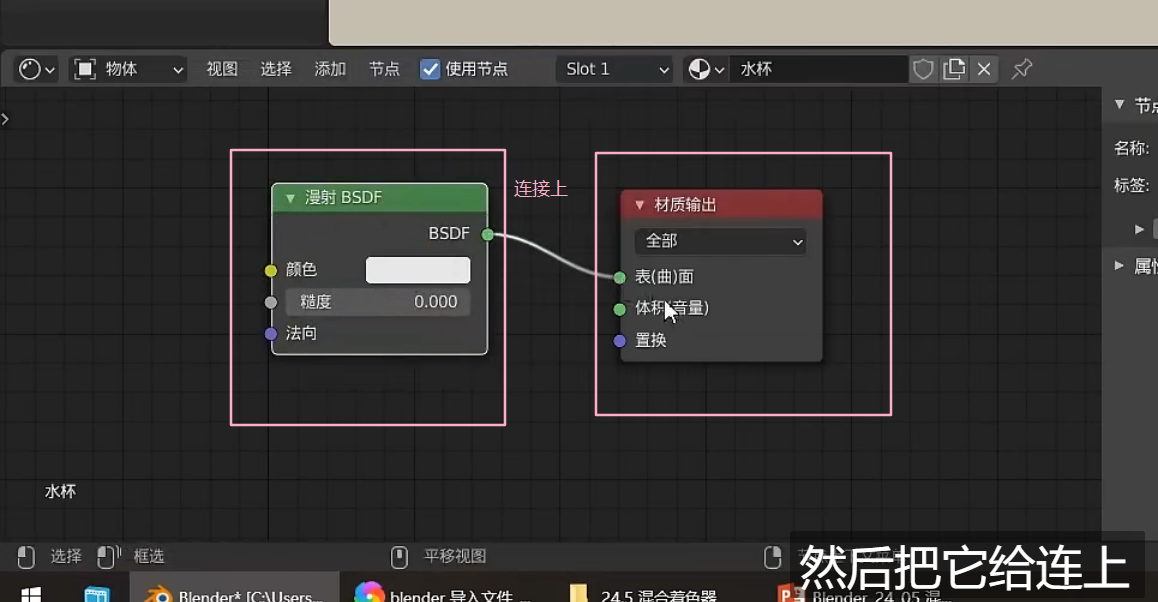 物体 视图 选择 添加 节点 使用节点 Slot 1 水杯
节点
名称:
标签:
属性
连接上
漫射 BSDF
BSDF
颜色
糙度 0.000
法向
材质输出
全部
表(曲)面
体积(音量)
置换
水杯
选择 框选 平移视图
然后把它给连上
Blender* [C:\Users... blender 导入文件 ... 24.5 混合着色器 Blender_24_05 混...